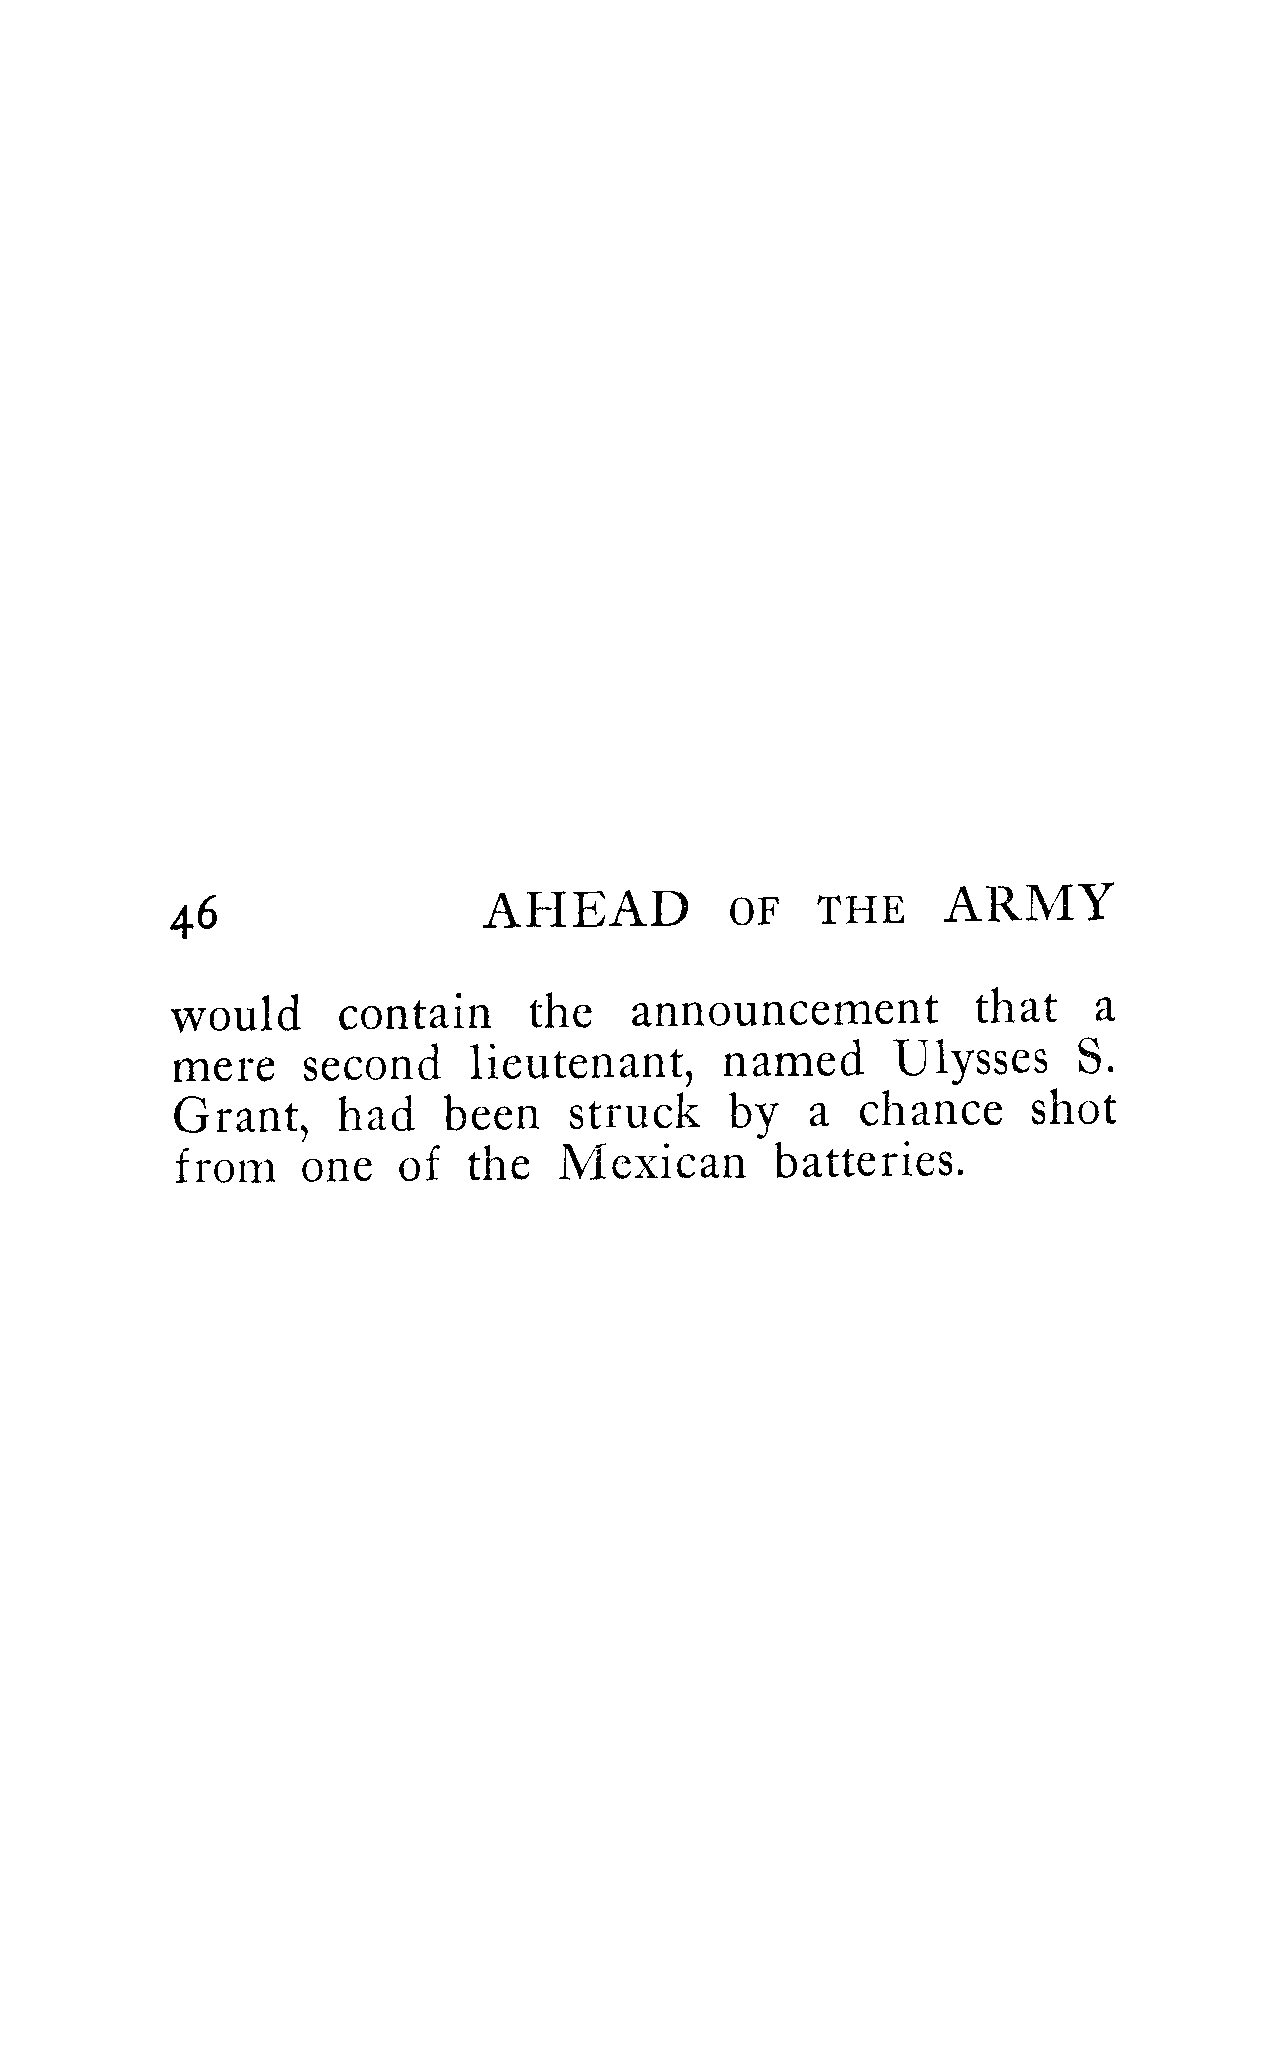 46 AHEAD OF THE ARMY
would contain the announcement that a
mere second lieutenant, named Ulysses S.
Grant, had been struck by a chance shot
from one of the Mexican batteries.